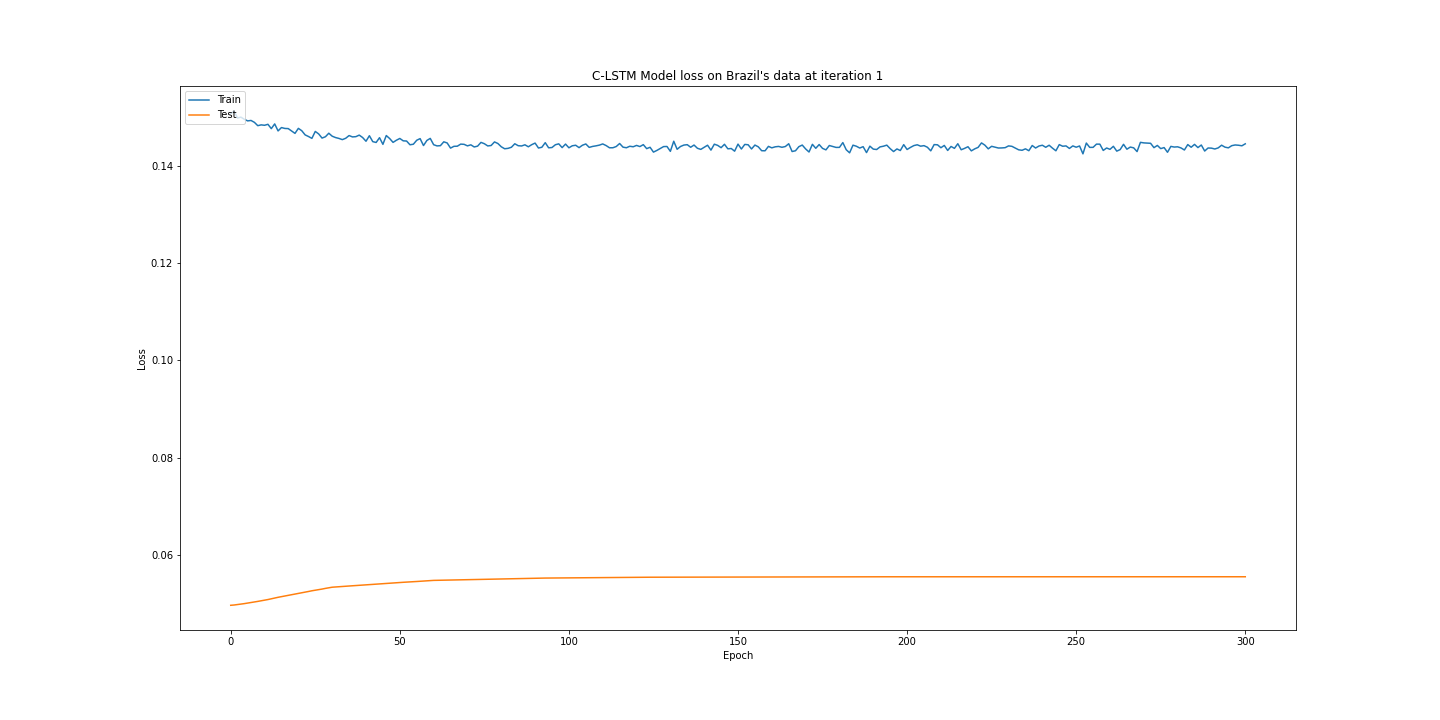 C-LSTM Model loss on Brazil's data at iteration 1
Train
Test
0.14
0.12
0.10
0.08
0.06
Loss
0 50 100 150 200 250 300
Epoch